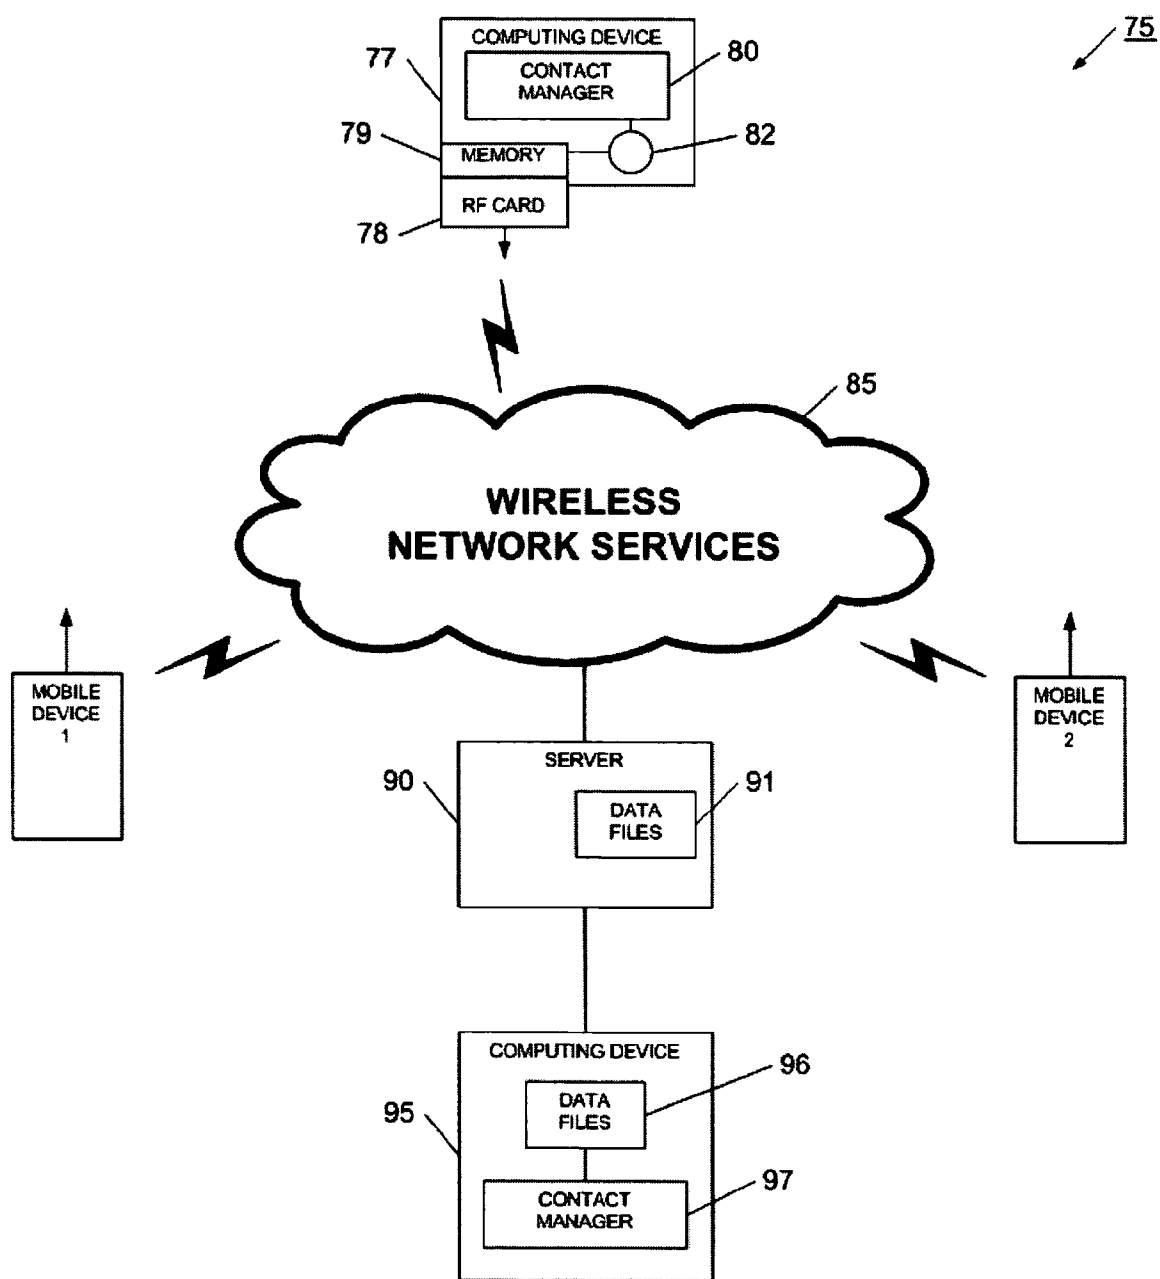 75
COMPUTING DEVICE
77
80
CONTACT
MANAGER
79
82
MEMORY
RF CARD
78
85
WIRELESS
NETWORK SERVICES
MOBILE
DEVICE
1
MOBILE
DEVICE
2
SERVER
90
91
DATA
FILES
COMPUTING DEVICE
96
DATA
FILES
95
97
CONTACT
MANAGER